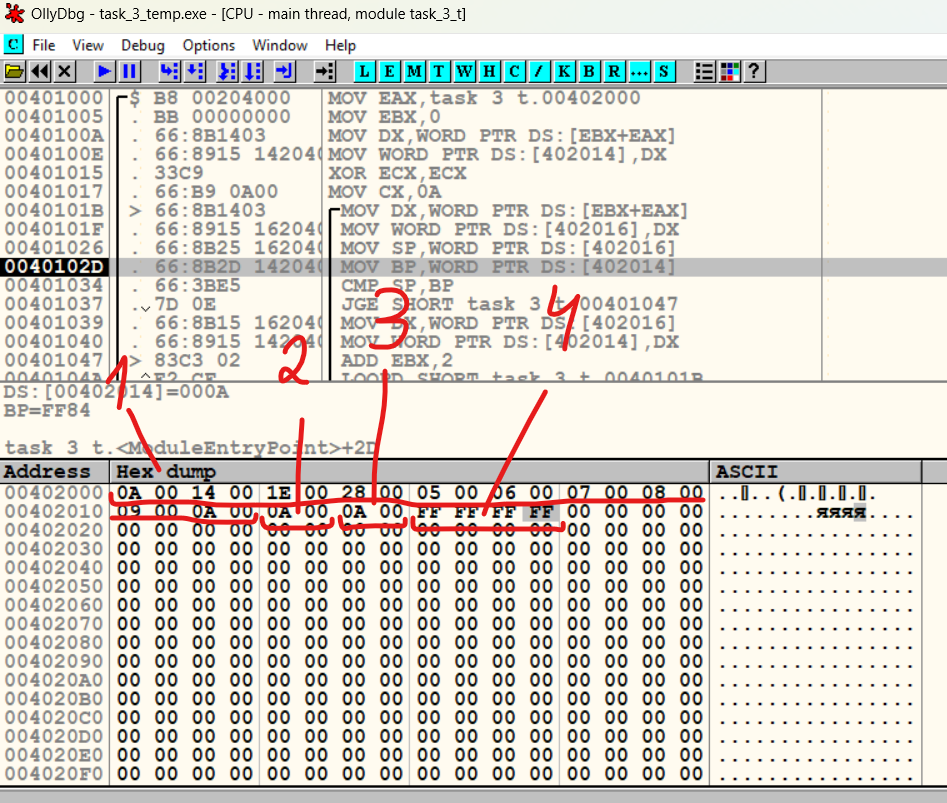 OllyDbg - task_3_temp.exe - [CPU - main thread, module task_3_t]
C File View Debug Options Window Help
L E M T W H C / K B R ... S ?
00401000 $ B8 00204000 MOV EAX,task 3 t.00402000
00401005 . BB 00000000 MOV EBX,0
0040100A . 66:8B1403 MOV DX,WORD PTR DS:[EBX+EAX]
0040100E . 66:8915 142040 MOV WORD PTR DS:[402014],DX
00401015 . 33C9 XOR ECX,ECX
00401017 . 66:B9 0A00 MOV CX,0A
0040101B > 66:8B1403 MOV DX,WORD PTR DS:[EBX+EAX]
0040101F . 66:8915 162040 MOV WORD PTR DS:[402016],DX
00401026 . 66:8B25 162040 MOV SP,WORD PTR DS:[402016]
0040102D . 66:8B2D 142040 MOV BP,WORD PTR DS:[402014]
00401034 . 66:3BE5 CMP SP,BP
00401037 . 7D 0E JGE SHORT task 3 t.00401047
00401039 . 66:8B15 162040 MOV DX,WORD PTR DS:[402016]
00401040 . 66:8915 142040 MOV WORD PTR DS:[402014],DX
00401047 > 83C3 02 ADD EBX,2
0040104A . ^E2 CF LOOPD SHORT task 3 t.0040101B
1 2 3 4
DS:[00402014]=000A
BP=FF84
task 3 t.<ModuleEntryPoint>+2D
Address Hex dump ASCII
00402000 0A 00 14 00 1E 00 28 00 05 00 06 00 07 00 08 00
00402010 09 00 0A 00 0A 00 0A 00 FF FF FF FF 00 00 00 00 ........яяяя....
00402020 00 00 00 00 00 00 00 00 00 00 00 00 00 00 00 00 ................
00402030 00 00 00 00 00 00 00 00 00 00 00 00 00 00 00 00 ................
00402040 00 00 00 00 00 00 00 00 00 00 00 00 00 00 00 00 ................
00402050 00 00 00 00 00 00 00 00 00 00 00 00 00 00 00 00 ................
00402060 00 00 00 00 00 00 00 00 00 00 00 00 00 00 00 00 ................
00402070 00 00 00 00 00 00 00 00 00 00 00 00 00 00 00 00 ................
00402080 00 00 00 00 00 00 00 00 00 00 00 00 00 00 00 00 ................
00402090 00 00 00 00 00 00 00 00 00 00 00 00 00 00 00 00 ................
004020A0 00 00 00 00 00 00 00 00 00 00 00 00 00 00 00 00 ................
004020B0 00 00 00 00 00 00 00 00 00 00 00 00 00 00 00 00 ................
004020C0 00 00 00 00 00 00 00 00 00 00 00 00 00 00 00 00 ................
004020D0 00 00 00 00 00 00 00 00 00 00 00 00 00 00 00 00 ................
004020E0 00 00 00 00 00 00 00 00 00 00 00 00 00 00 00 00 ................
004020F0 00 00 00 00 00 00 00 00 00 00 00 00 00 00 00 00 ................